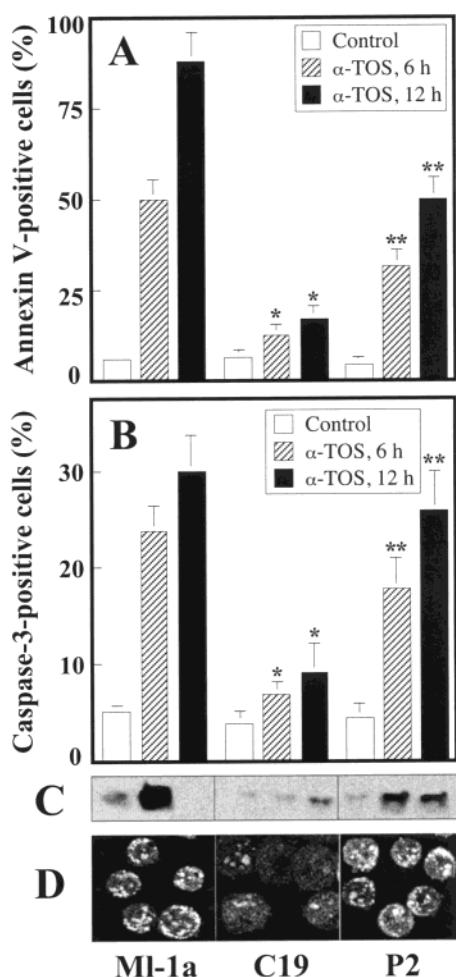 Annexin V-positive cells (%)
100
75
50
25
0
A
Control
α-TOS, 6 h
α-TOS, 12 h
*
*
**
**
Caspase-3-positive cells (%)
30
20
10
0
B
Control
α-TOS, 6 h
α-TOS, 12 h
*
*
**
**
C
D
Ml-1a
C19
P2